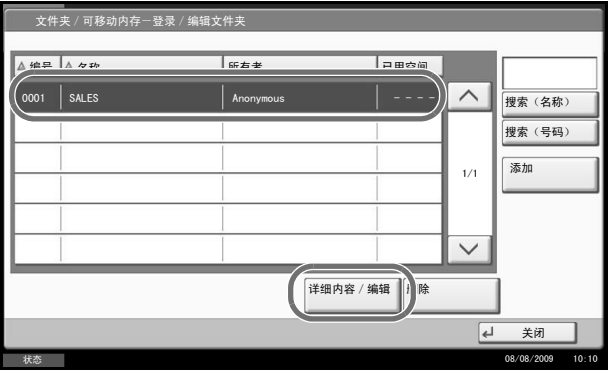 文件夹 / 可移动内存－登录 / 编辑文件夹
编号 名称 所有者 已用空间
0001 SALES Anonymous - - - -
搜索（名称）
搜索（号码）
添加
1/1
详细内容 / 编辑 删除
关闭
状态 08/08/2009 10:10